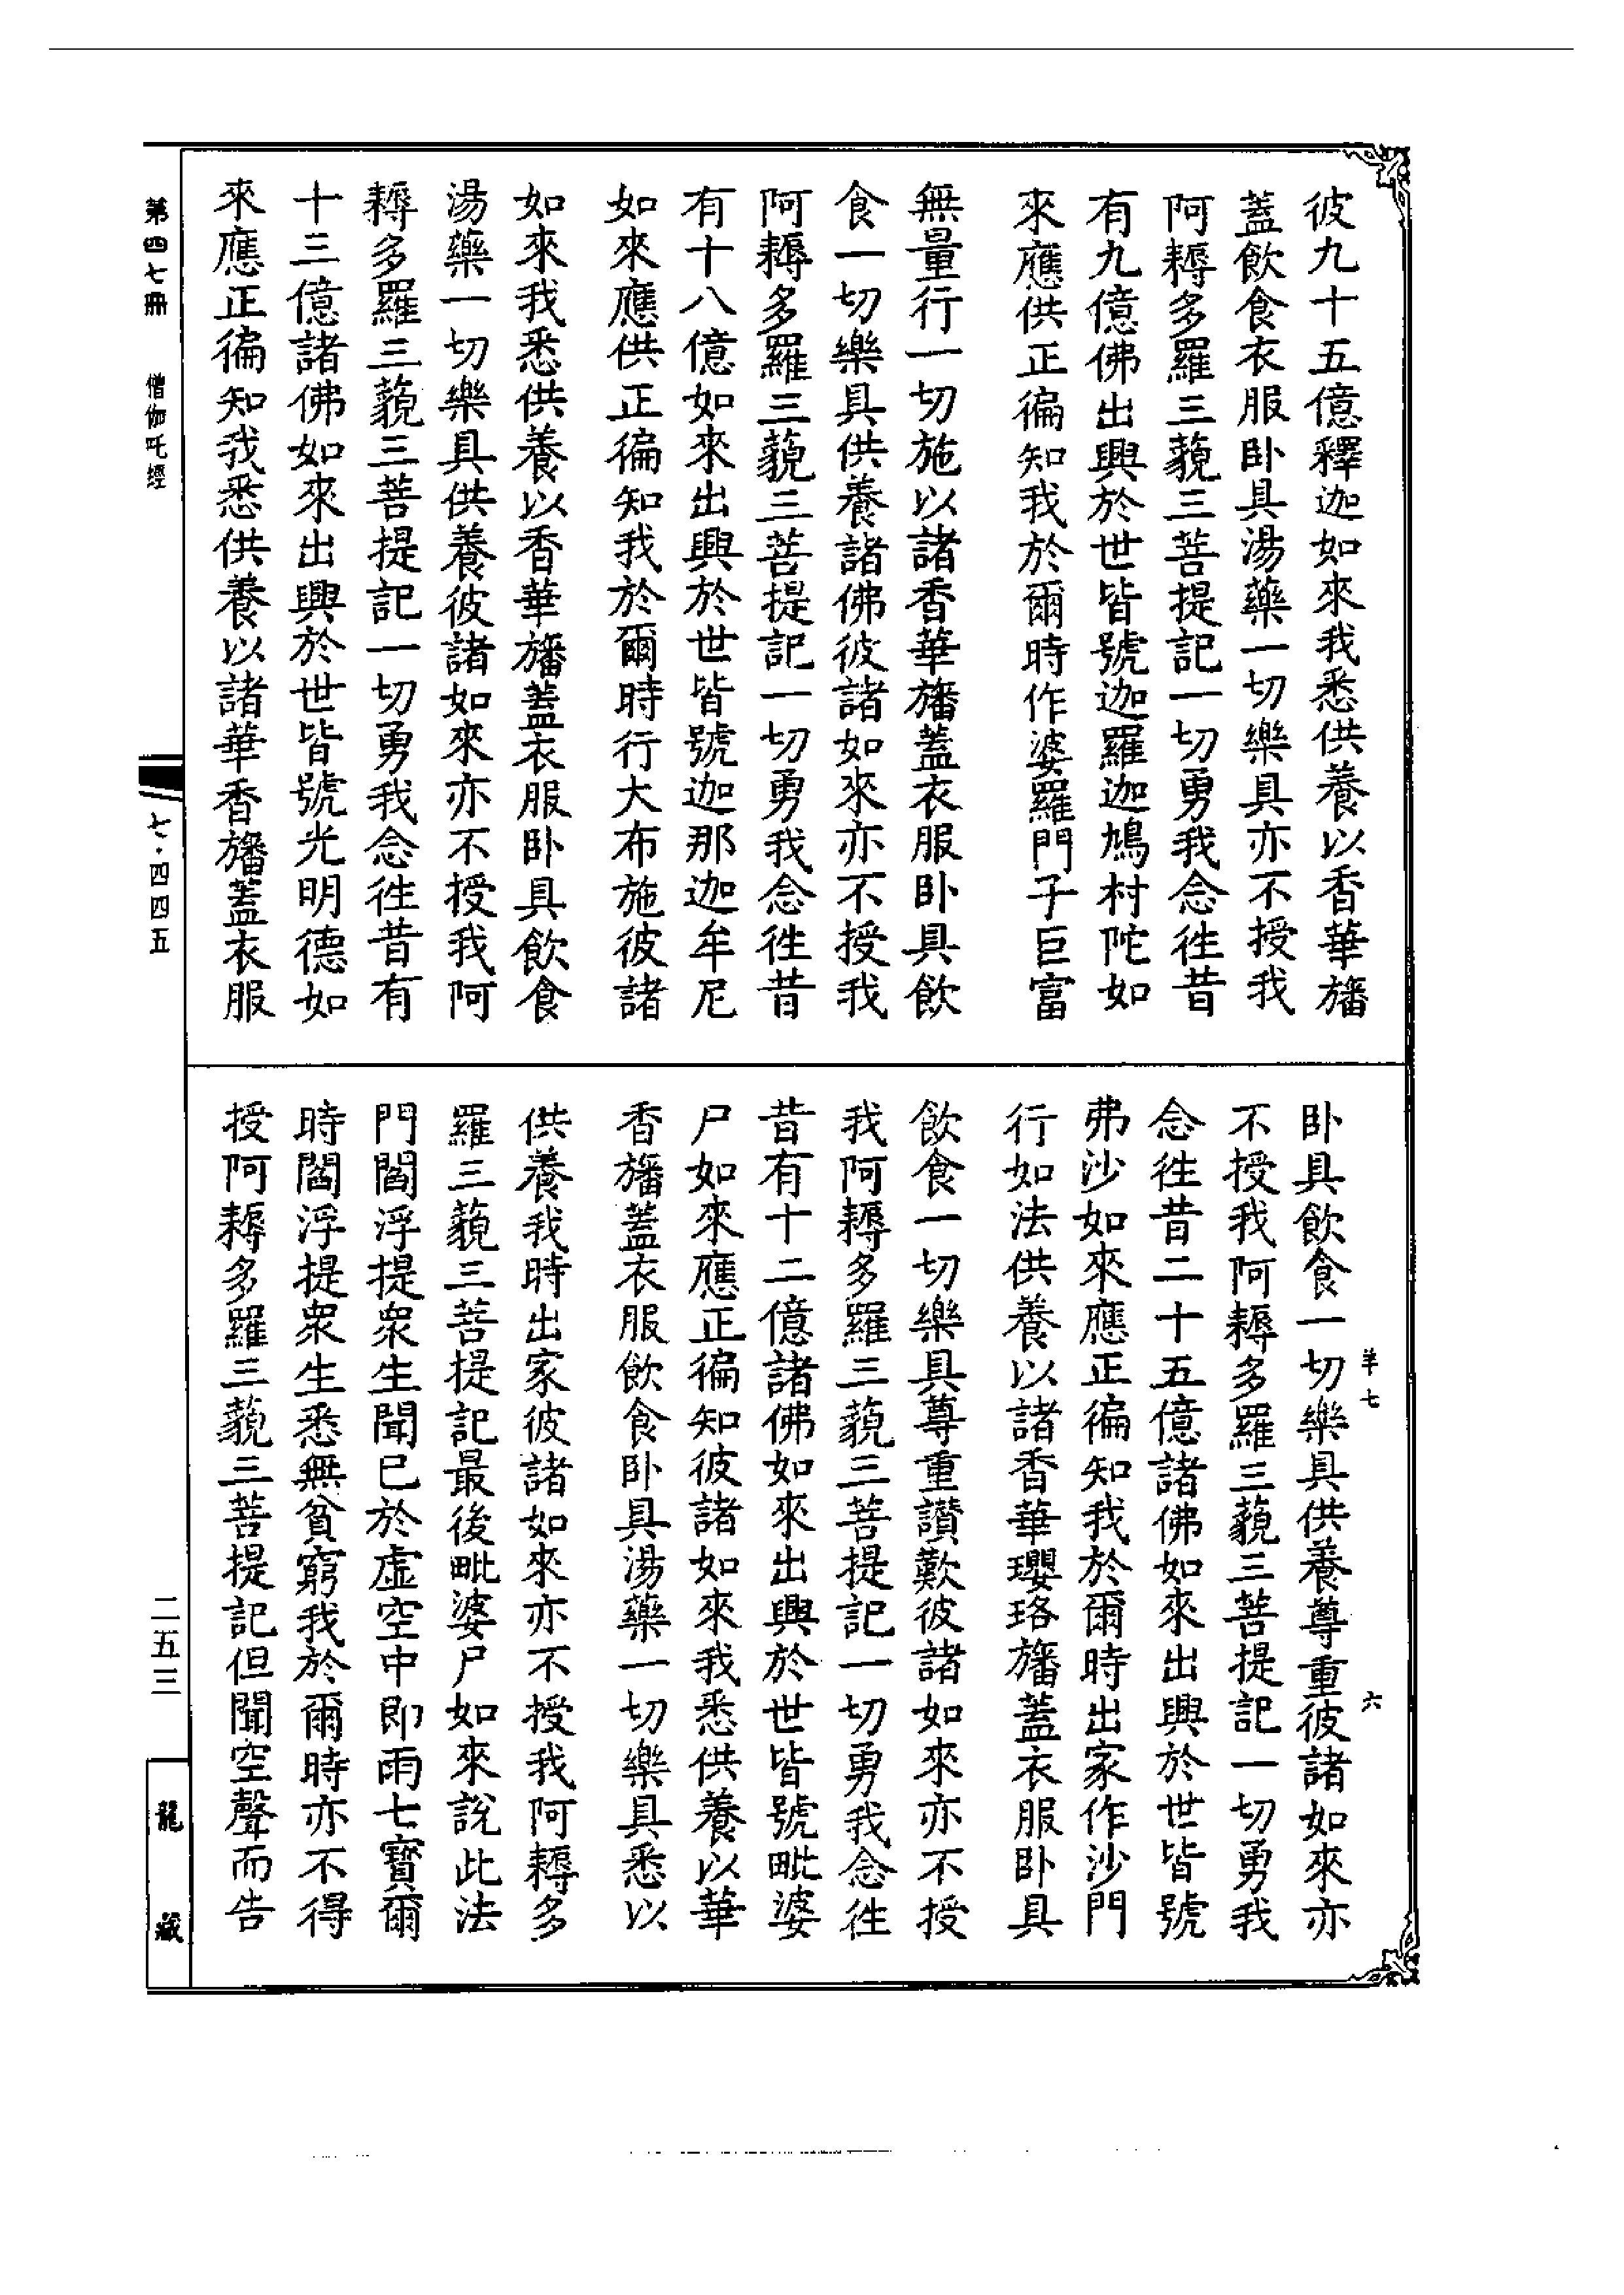 彼九十五億釋迦如來我悉供養以香華旛
蓋飲食衣服卧具湯藥一切樂具亦不授我
阿耨多羅三藐三菩提記一切勇我念徃昔
有九億佛出興於世皆號迦羅迦鳩村陀如
來應供正徧知我於爾時作婆羅門子巨富
無量行一切施以諸香華旛蓋衣服卧具飲
食一切樂具供養諸佛彼諸如來亦不授我
阿耨多羅三藐三菩提記一切勇我念徃昔
有十八億如來出興於世皆號迦那迦牟尼
如來應供正徧知我於爾時行大布施彼諸
如來我悉供養以香華旛蓋衣服卧具飲食
湯藥一切樂具供養彼諸如來亦不授我阿
耨多羅三藐三菩提記一切勇我念徃昔有
十三億諸佛如來出興於世皆號光明德如
來應正徧知我悉供養以諸華香旛蓋衣服
卧具飲食一切樂具供養尊重彼諸如來亦
不授我阿耨多羅三藐三菩提記一切勇我
念徃昔二十五億諸佛如來出興於世皆號
弗沙如來應正徧知我於爾時出家作沙門
行如法供養以諸香華瓔珞旛蓋衣服卧具
飲食一切樂具尊重讃歎彼諸如來亦不授
我阿耨多羅三藐三菩提記一切勇我念徃
昔有十二億諸佛如來出興於世皆號毗婆
尸如來應正徧知彼諸如來我悉供養以華
香旛蓋衣服飲食卧具湯藥一切樂具悉以
供養我時出家彼諸如來亦不授我阿耨多
羅三藐三菩提記最後毗婆尸如來說此法
門閻浮提眾生聞已於虛空中即雨七寶爾
時閻浮提眾生悉無貧窮我於爾時亦不得
授阿耨多羅三藐三菩提記但聞空聲而告
羊七
六
第四七冊
僧伽吒經
七·四四五
二五三
龍藏